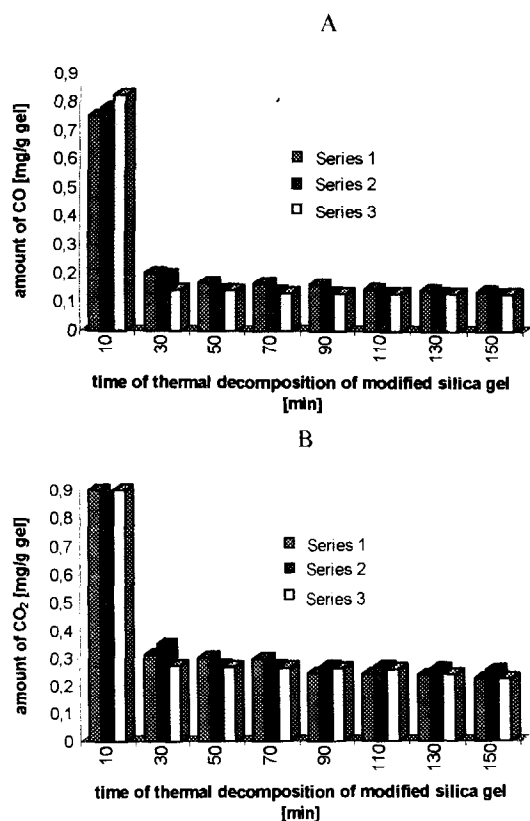 A
amount of CO [mg/g gel]
0,9
0,8
0,7
0,6
0,5
0,4
0,3
0,2
0,1
0
Series 1
Series 2
Series 3
10 30 50 70 90 110 130 150
time of thermal decomposition of modified silica gel
[min]
B
amount of CO₂ [mg/g gel]
0,9
0,8
0,7
0,6
0,5
0,4
0,3
0,2
0,1
0
Series 1
Series 2
Series 3
10 30 50 70 90 110 130 150
time of thermal decomposition of modified silica gel
[min]